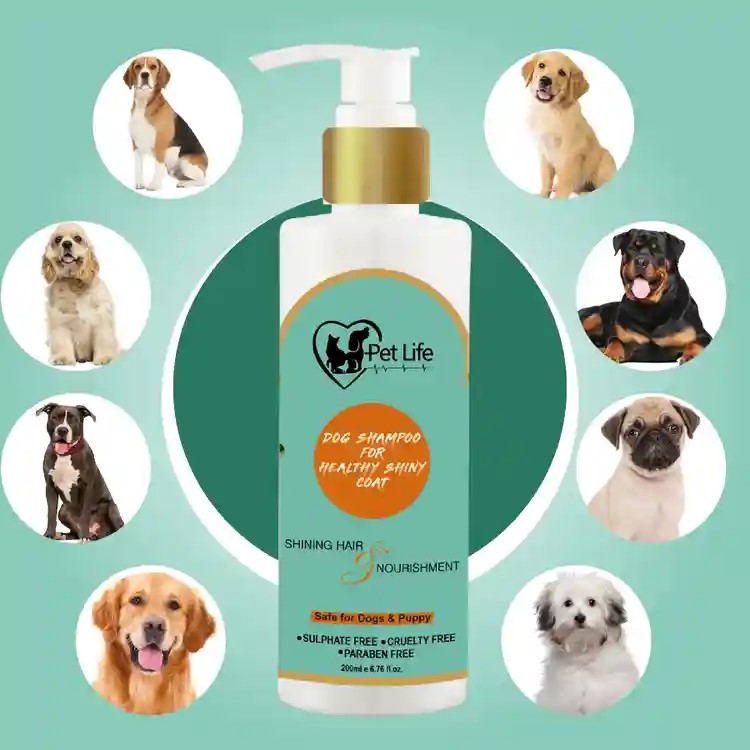 Pet Life
DOG SHAMPOO
FOR
HEALTHY SHINY
COAT
SHINING HAIR
&
NOURISHMENT
Safe for Dogs & Puppy
•SULPHATE FREE •CRUELTY FREE
•PARABEN FREE
200ml e 6.76 fl.oz.